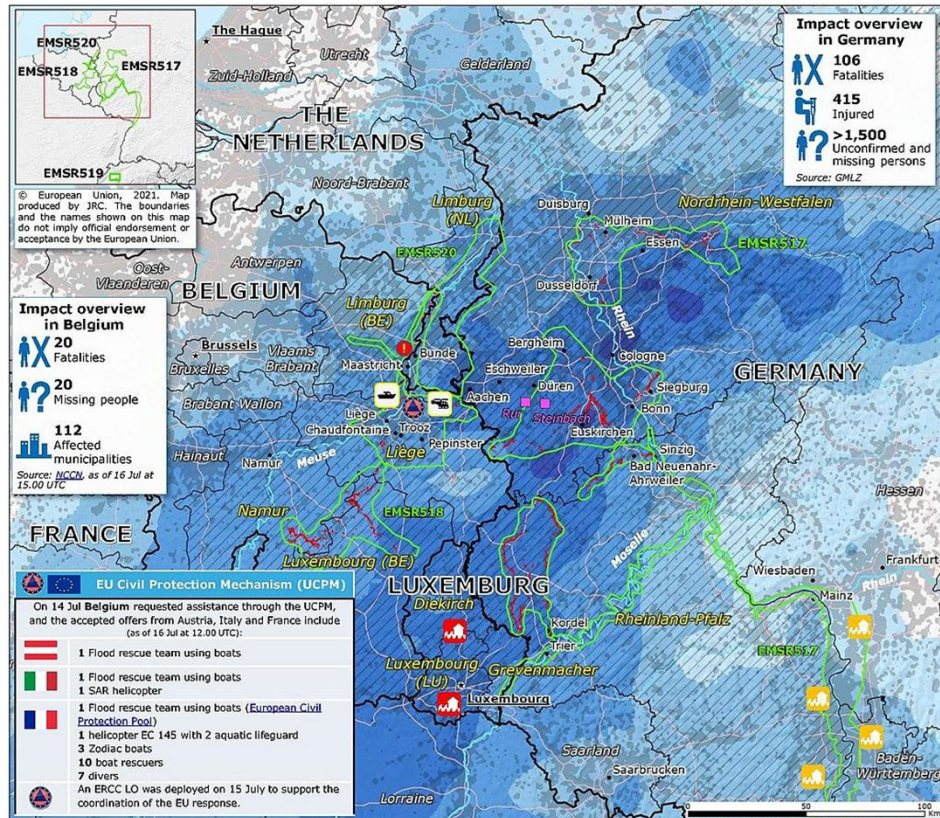 EMSR520
EMSR518
EMSR517
EMSR519
© European Union, 2021. Map
produced by JRC. The boundaries
and the names shown on this map
do not imply official endorsement or
acceptance by the European Union.
The Hague
Utrecht
Gelderland
Zuid-Holland
THE
NETHERLANDS
Noord-Brabant
Impact overview
in Germany
106
Fatalities
415
Injured
>1,500
Unconfirmed and
missing persons
Source: GMLZ
Limburg
(NL)
EMSR520
Duisburg
Mülheim
Essen
Nordrhein-Westfalen
EMSR517
Dusseldorf
Rhein
Oost-
Vlaanderen
Antwerpen
BELGIUM
Limburg
(BE)
Impact overview
in Belgium
20
Fatalities
20
Missing people
112
Affected
municipalities
Source: NCCN, as of 16 Jul at
15.00 UTC
Brussels
Bruxelles
Vlaams
Brabant
Brabant Wallon
Hainaut
Maastricht
Bunde
Bergheim
Cologne
Eschweiler
Düren
Siegburg
GERMANY
Aachen
Rur
Steinbach
Bonn
Liège
Chaudfontaine
Trooz
Pepinster
Euskirchen
Sinzig
Liège
Namur
Meuse
Bad Neuenahr-
Ahrweiler
Hessen
Namur
EMSR518
FRANCE
Luxembourg (BE)
LUXEMBURG
Moselle
Wiesbaden
Frankfurt
Rhein
Mainz
Diekirch
Kordel
Trier
Rheinland-Pfalz
EMSR517
Luxembourg
(LU)
Grevenmacher
Luxembourg
Saarland
Saarbrucken
Baden-
Württemberg
Lorraine
EU Civil Protection Mechanism (UCPM)
On 14 Jul Belgium requested assistance through the UCPM,
and the accepted offers from Austria, Italy and France include
(as of 16 Jul at 12.00 UTC):
1 Flood rescue team using boats
1 Flood rescue team using boats
1 SAR helicopter
1 Flood rescue team using boats (European Civil
Protection Pool)
1 helicopter EC 145 with 2 aquatic lifeguard
3 Zodiac boats
10 boat rescuers
7 divers
An ERCC LO was deployed on 15 July to support the
coordination of the EU response.
0 50 100
Km